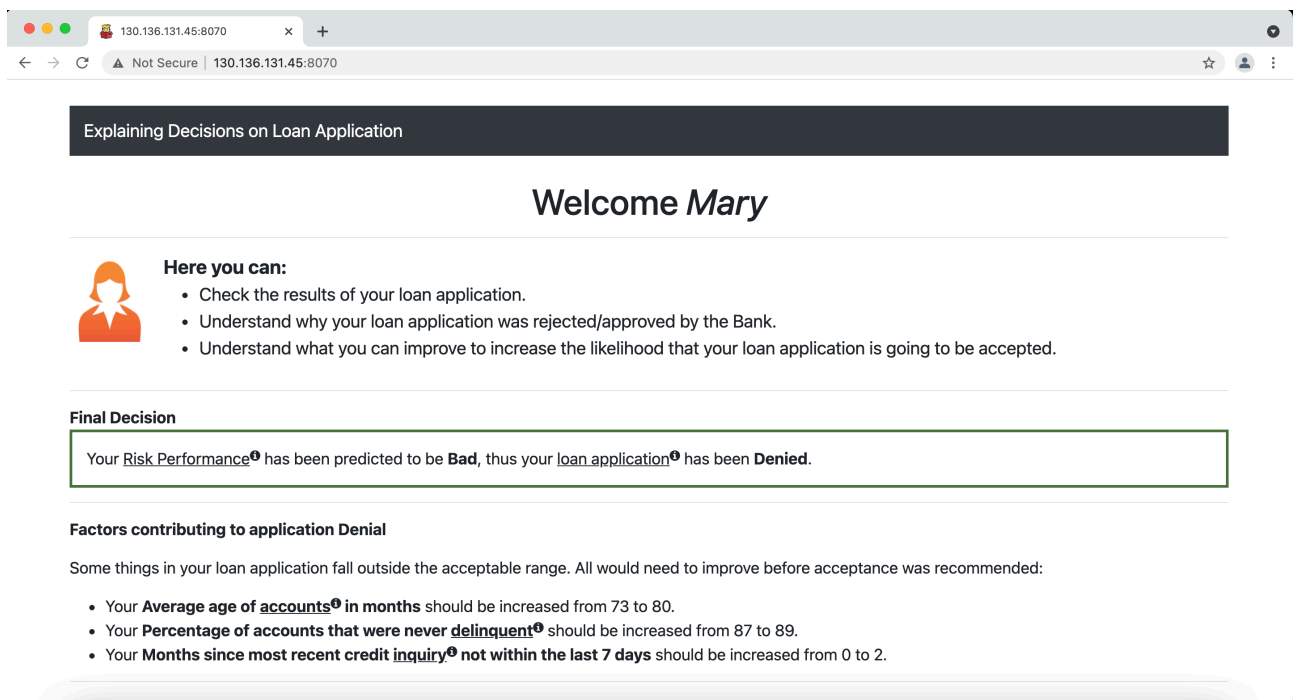 130.136.131.45:8070
Not Secure | 130.136.131.45:8070
Explaining Decisions on Loan Application
Welcome Mary
Here you can:
• Check the results of your loan application.
• Understand why your loan application was rejected/approved by the Bank.
• Understand what you can improve to increase the likelihood that your loan application is going to be accepted.
Final Decision
Your Risk Performance has been predicted to be Bad, thus your loan application has been Denied.
Factors contributing to application Denial
Some things in your loan application fall outside the acceptable range. All would need to improve before acceptance was recommended:
• Your Average age of accounts in months should be increased from 73 to 80.
• Your Percentage of accounts that were never delinquent should be increased from 87 to 89.
• Your Months since most recent credit inquiry not within the last 7 days should be increased from 0 to 2.